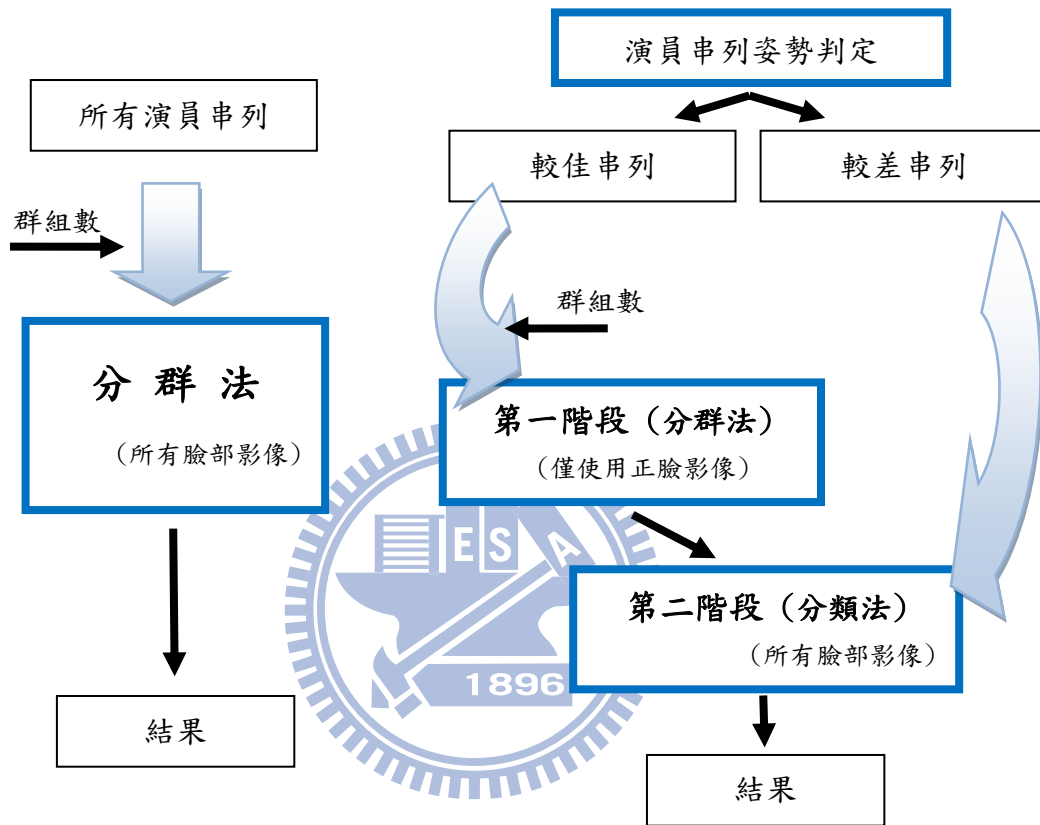 所有演員串列
群組數
分 群 法
(所有臉部影像)
結果
演員串列姿勢判定
較佳串列
較差串列
群組數
第一階段(分群法)
(僅使用正臉影像)
第二階段(分類法)
(所有臉部影像)
結果
E S A
1896